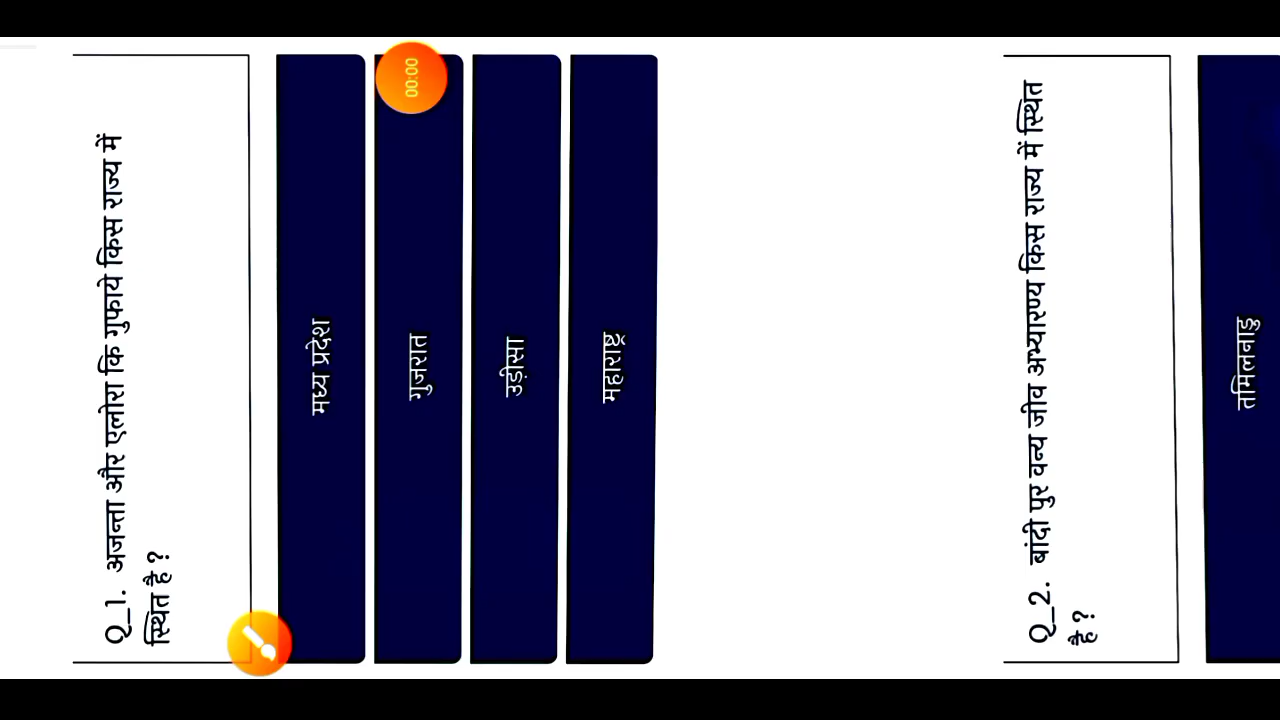 Q_1. अजन्ता और एलोरा कि गुफाये किस राज्य में
स्थित है ?
मध्य प्रदेश
गुजरात
00:00
उड़ीसा
महाराष्ट्र
Q_2. बांदी पुर वन्य जीव अभ्यारण्य किस राज्य में स्थित
है ?
तमिलनाडु